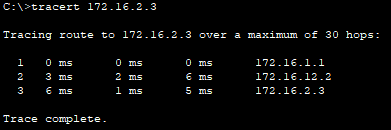 C:\>tracert 172.16.2.3
Tracing route to 172.16.2.3 over a maximum of 30 hops:
1 0 ms 0 ms 0 ms 172.16.1.1
2 3 ms 2 ms 6 ms 172.16.12.2
3 6 ms 1 ms 5 ms 172.16.2.3
Trace complete.